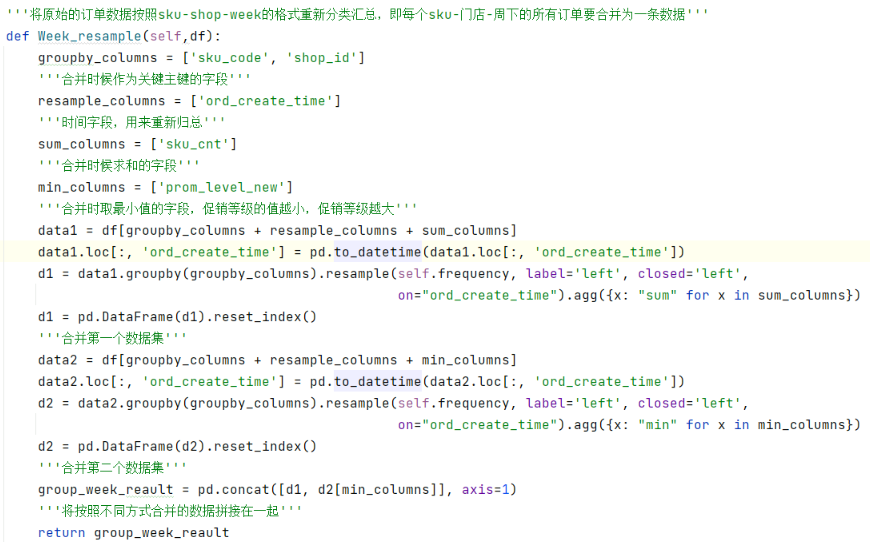 '''将原始的订单数据按照sku-shop-week的格式重新分类汇总，即每个sku-门店-周下的所有订单要合并为一条数据'''
def Week_resample(self,df):
    groupby_columns = ['sku_code', 'shop_id']
    '''合并时候作为关键主键的字段'''
    resample_columns = ['ord_create_time']
    '''时间字段，用来重新归总'''
    sum_columns = ['sku_cnt']
    '''合并时候求和的字段'''
    min_columns = ['prom_level_new']
    '''合并时取最小值的字段，促销等级的值越小，促销等级越大'''
    data1 = df[groupby_columns + resample_columns + sum_columns]
    data1.loc[:, 'ord_create_time'] = pd.to_datetime(data1.loc[:, 'ord_create_time'])
    d1 = data1.groupby(groupby_columns).resample(self.frequency, label='left', closed='left',
                                                 on="ord_create_time").agg({x: "sum" for x in sum_columns})
    d1 = pd.DataFrame(d1).reset_index()
    '''合并第一个数据集'''
    data2 = df[groupby_columns + resample_columns + min_columns]
    data2.loc[:, 'ord_create_time'] = pd.to_datetime(data2.loc[:, 'ord_create_time'])
    d2 = data2.groupby(groupby_columns).resample(self.frequency, label='left', closed='left',
                                                 on="ord_create_time").agg({x: "min" for x in min_columns})
    d2 = pd.DataFrame(d2).reset_index()
    '''合并第二个数据集'''
    group_week_reault = pd.concat([d1, d2[min_columns]], axis=1)
    '''将按照不同方式合并的数据拼接在一起'''
    return group_week_reault